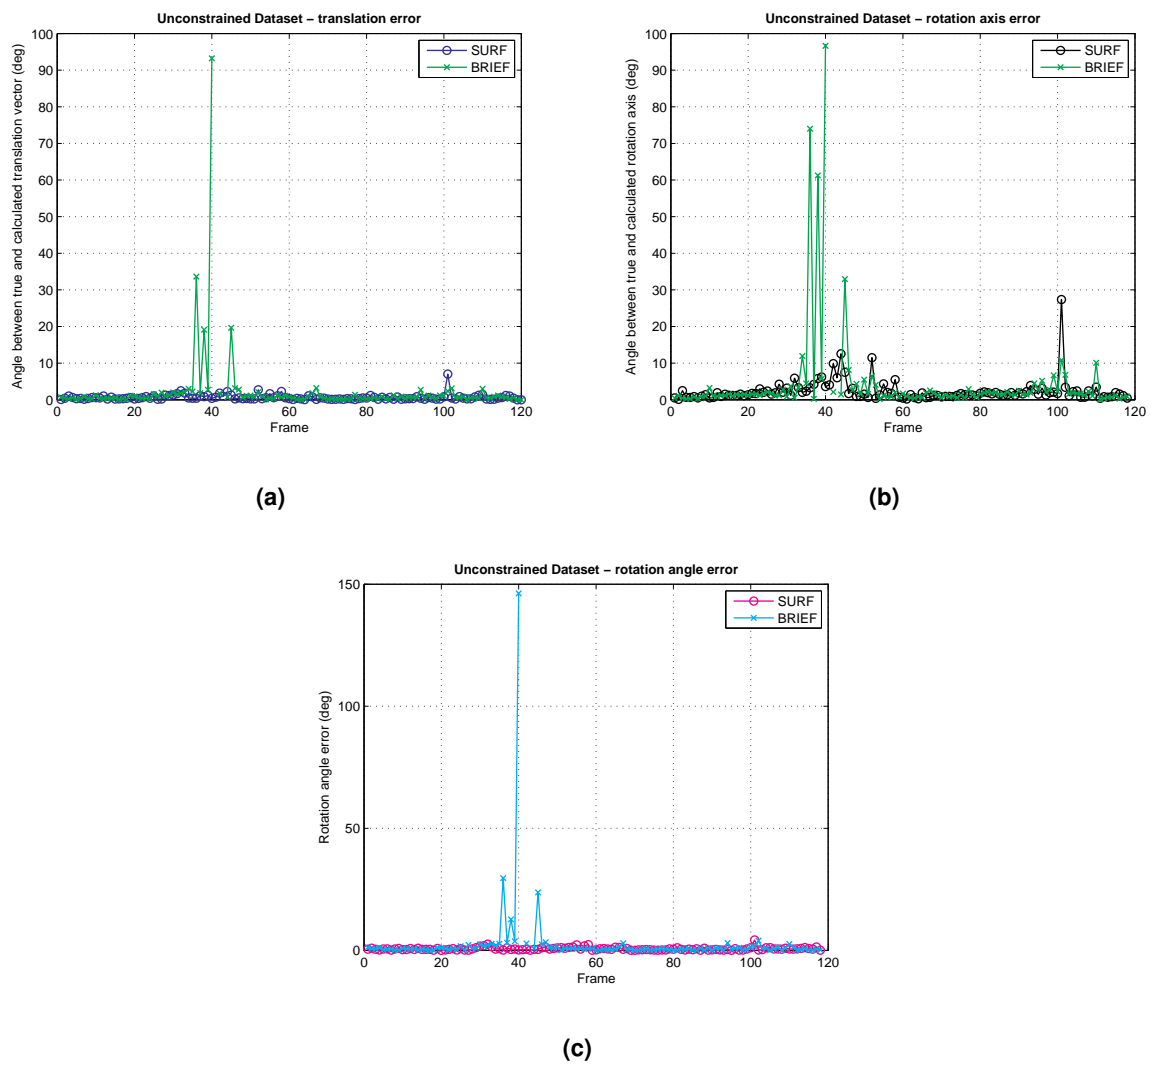 Unconstrained Dataset − translation error
Angle between true and calculated translation vector (deg)
100
90
80
70
60
50
40
30
20
10
0
0 20 40 60 80 100 120
Frame
SURF
BRIEF
(a)
Unconstrained Dataset − rotation axis error
Angle between true and calculated rotation axis (deg)
100
90
80
70
60
50
40
30
20
10
0
0 20 40 60 80 100 120
Frame
SURF
BRIEF
(b)
Unconstrained Dataset − rotation angle error
Rotation angle error (deg)
150
100
50
0
0 20 40 60 80 100 120
Frame
SURF
BRIEF
(c)